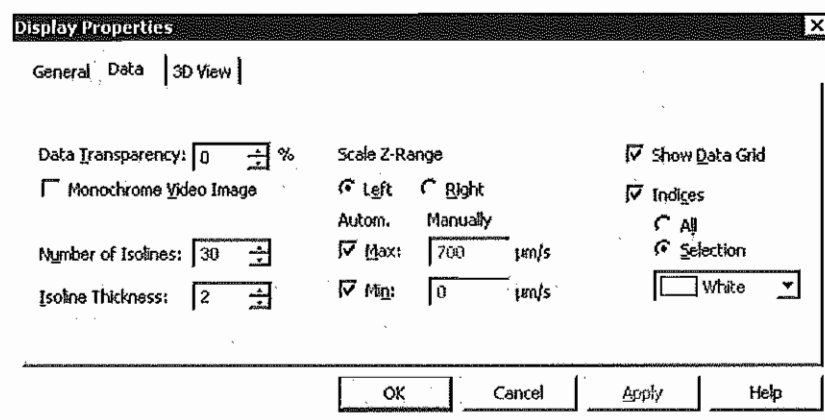 Display Properties
General Data 3D View
Data Transparency: 0 % Scale Z-Range Show Data Grid
Monochrome Video Image Left Right Indices
Autom. Manually All
Number of Isolines: 30 Max: 700 µm/s Selection
Isoline Thickness: 2 Min: 0 µm/s White
OK Cancel Apply Help